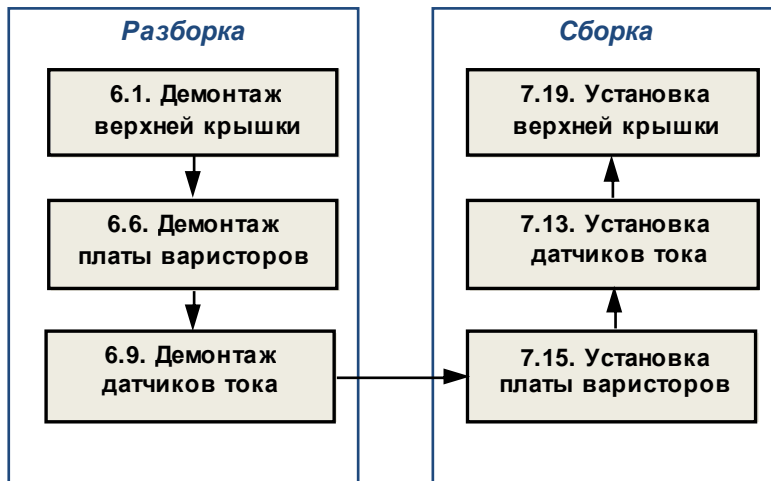 Разборка
6.1. Демонтаж
верхней крышки
6.6. Демонтаж
платы варисторов
6.9. Демонтаж
датчиков тока
Сборка
7.19. Установка
верхней крышки
7.13. Установка
датчиков тока
7.15. Установка
платы варисторов